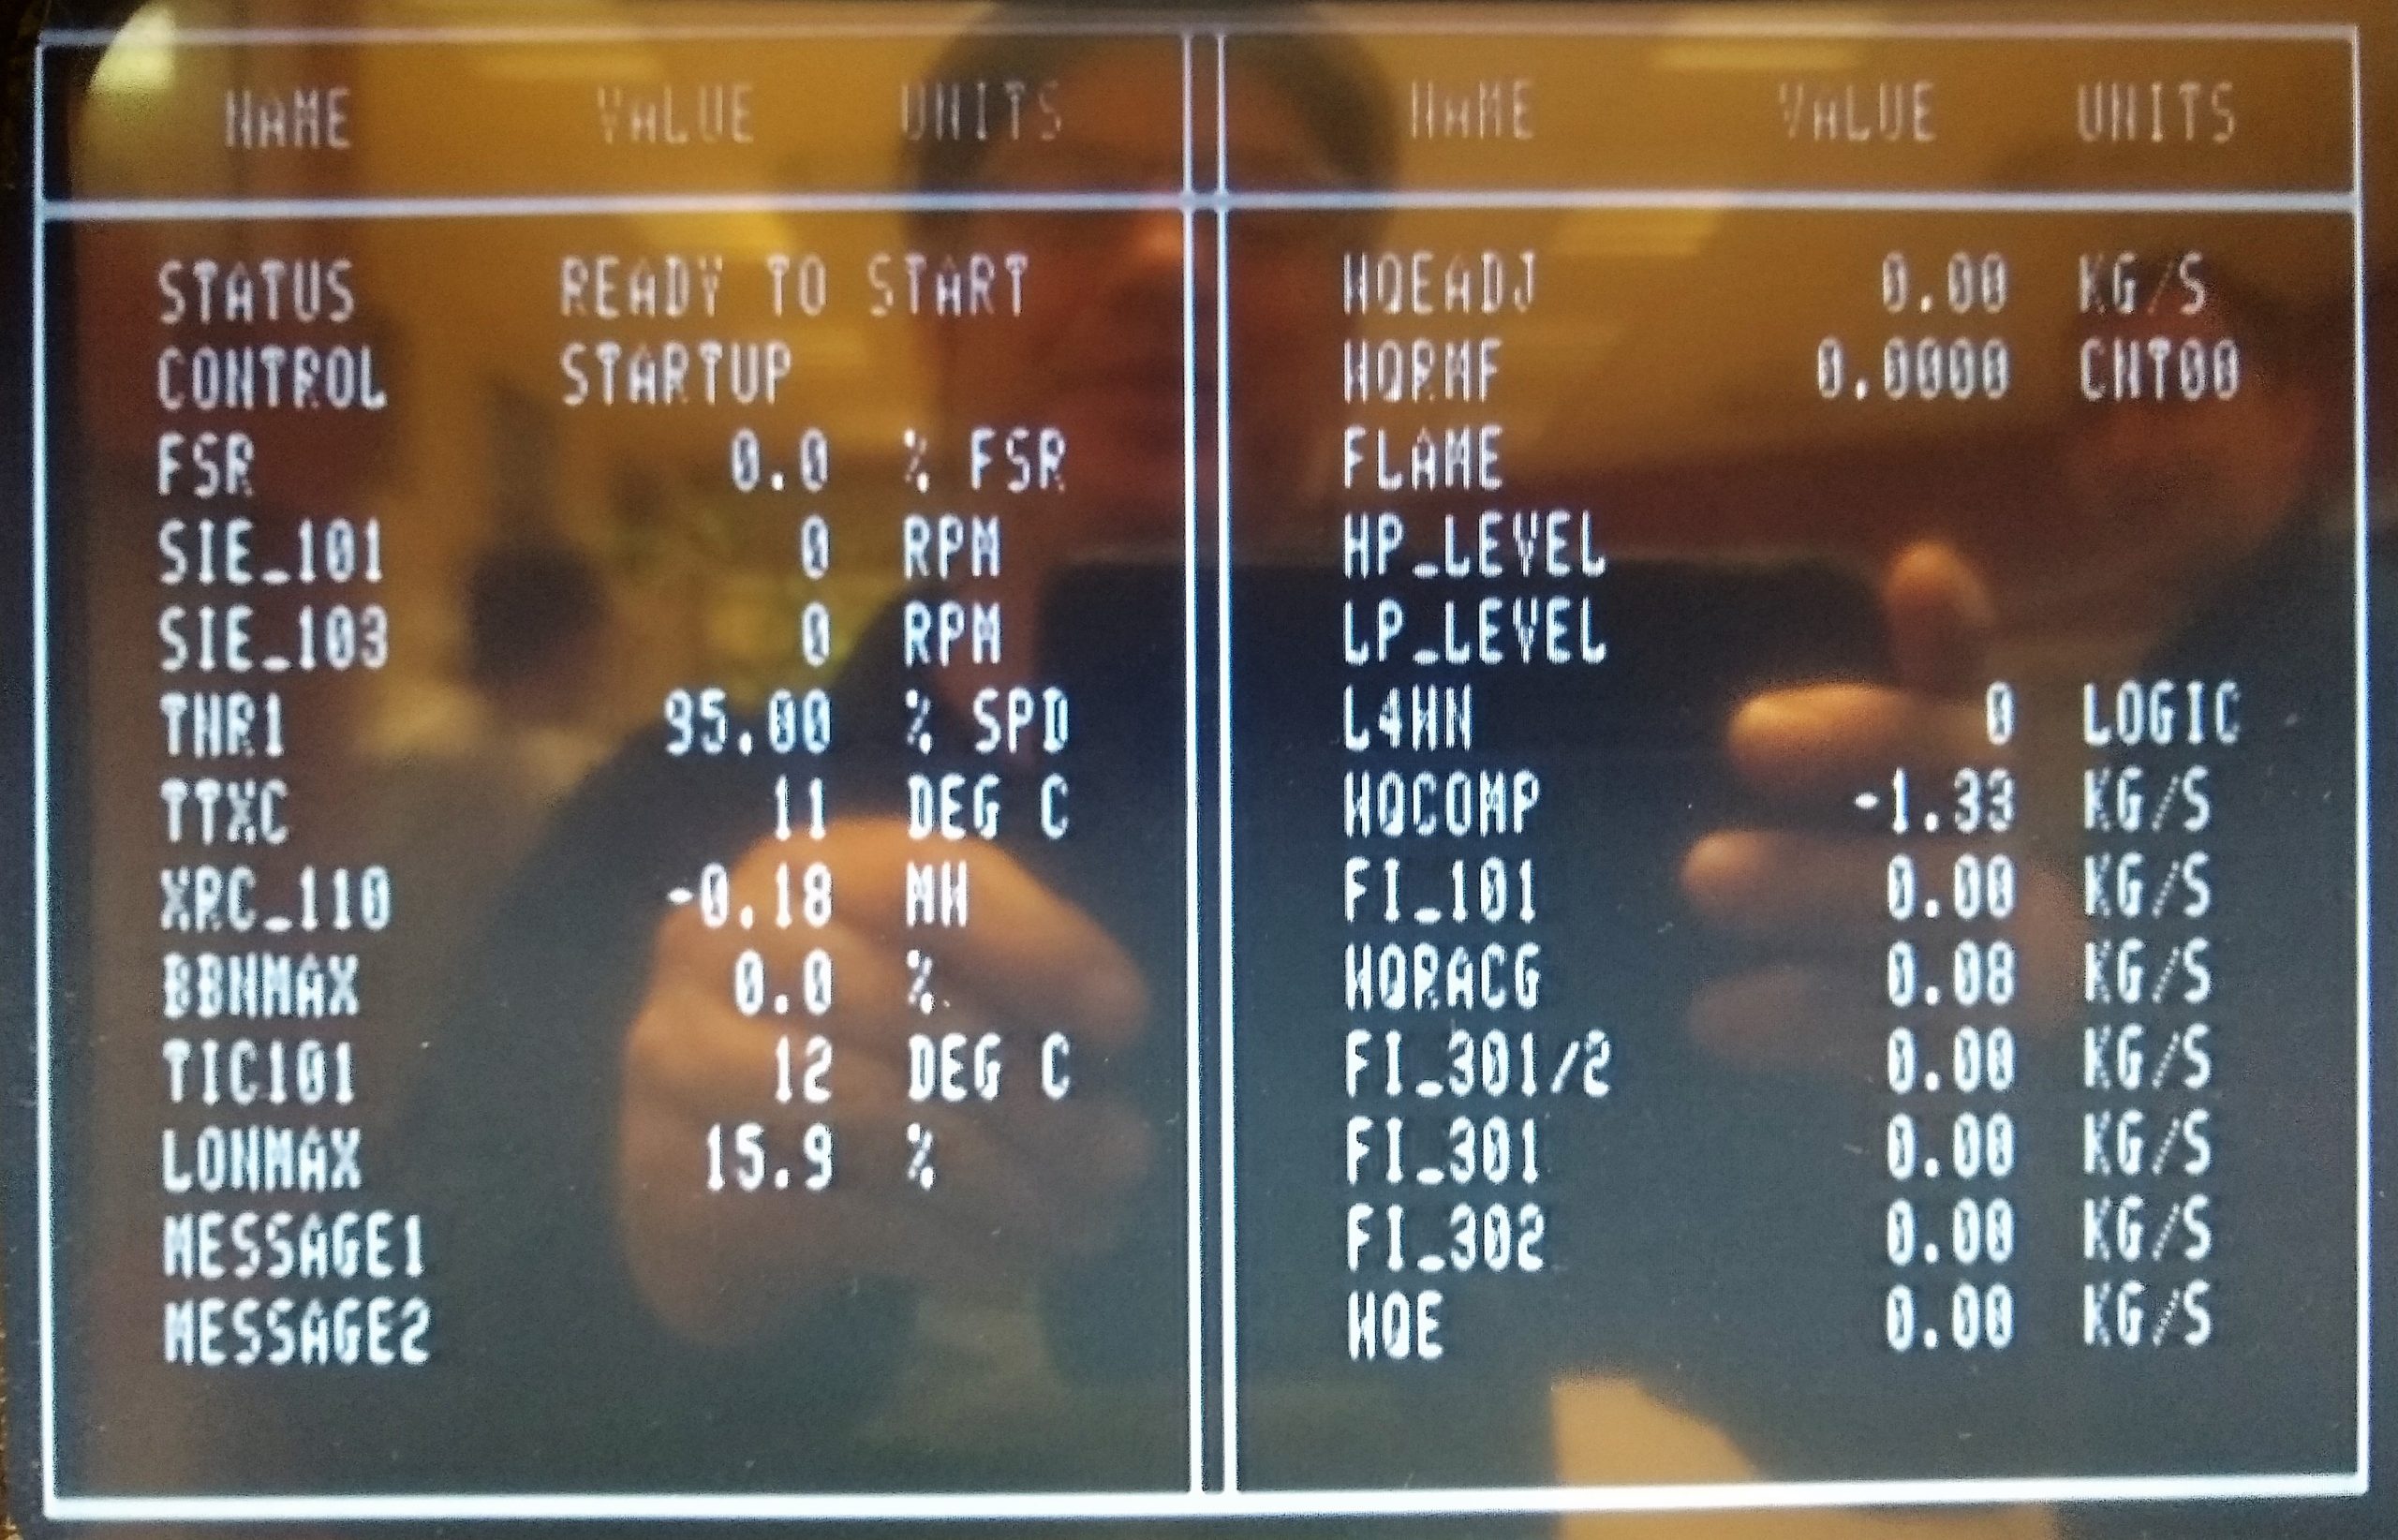 NAME VALUE UNITS
STATUS READY TO START
CONTROL STARTUP
FSR 0.0 % FSR
SIE_101 0 RPM
SIE_103 0 RPM
TNR1 95.00 % SPD
TTXC 11 DEG C
XRC_110 -0.18 MW
BBNMAX 0.0 %
TIC101 12 DEG C
LONMAX 15.9 %
MESSAGE1
MESSAGE2
NAME VALUE UNITS
WQEADJ 0.00 KG/S
WQRMF 0.0000 CNT00
FLAME
HP_LEVEL
LP_LEVEL
L4WN 0 LOGIC
WQCOMP -1.33 KG/S
FI_101 0.00 KG/S
WQRACG 0.08 KG/S
FI_301/2 0.00 KG/S
FI_301 0.00 KG/S
FI_302 0.00 KG/S
WQE 0.00 KG/S